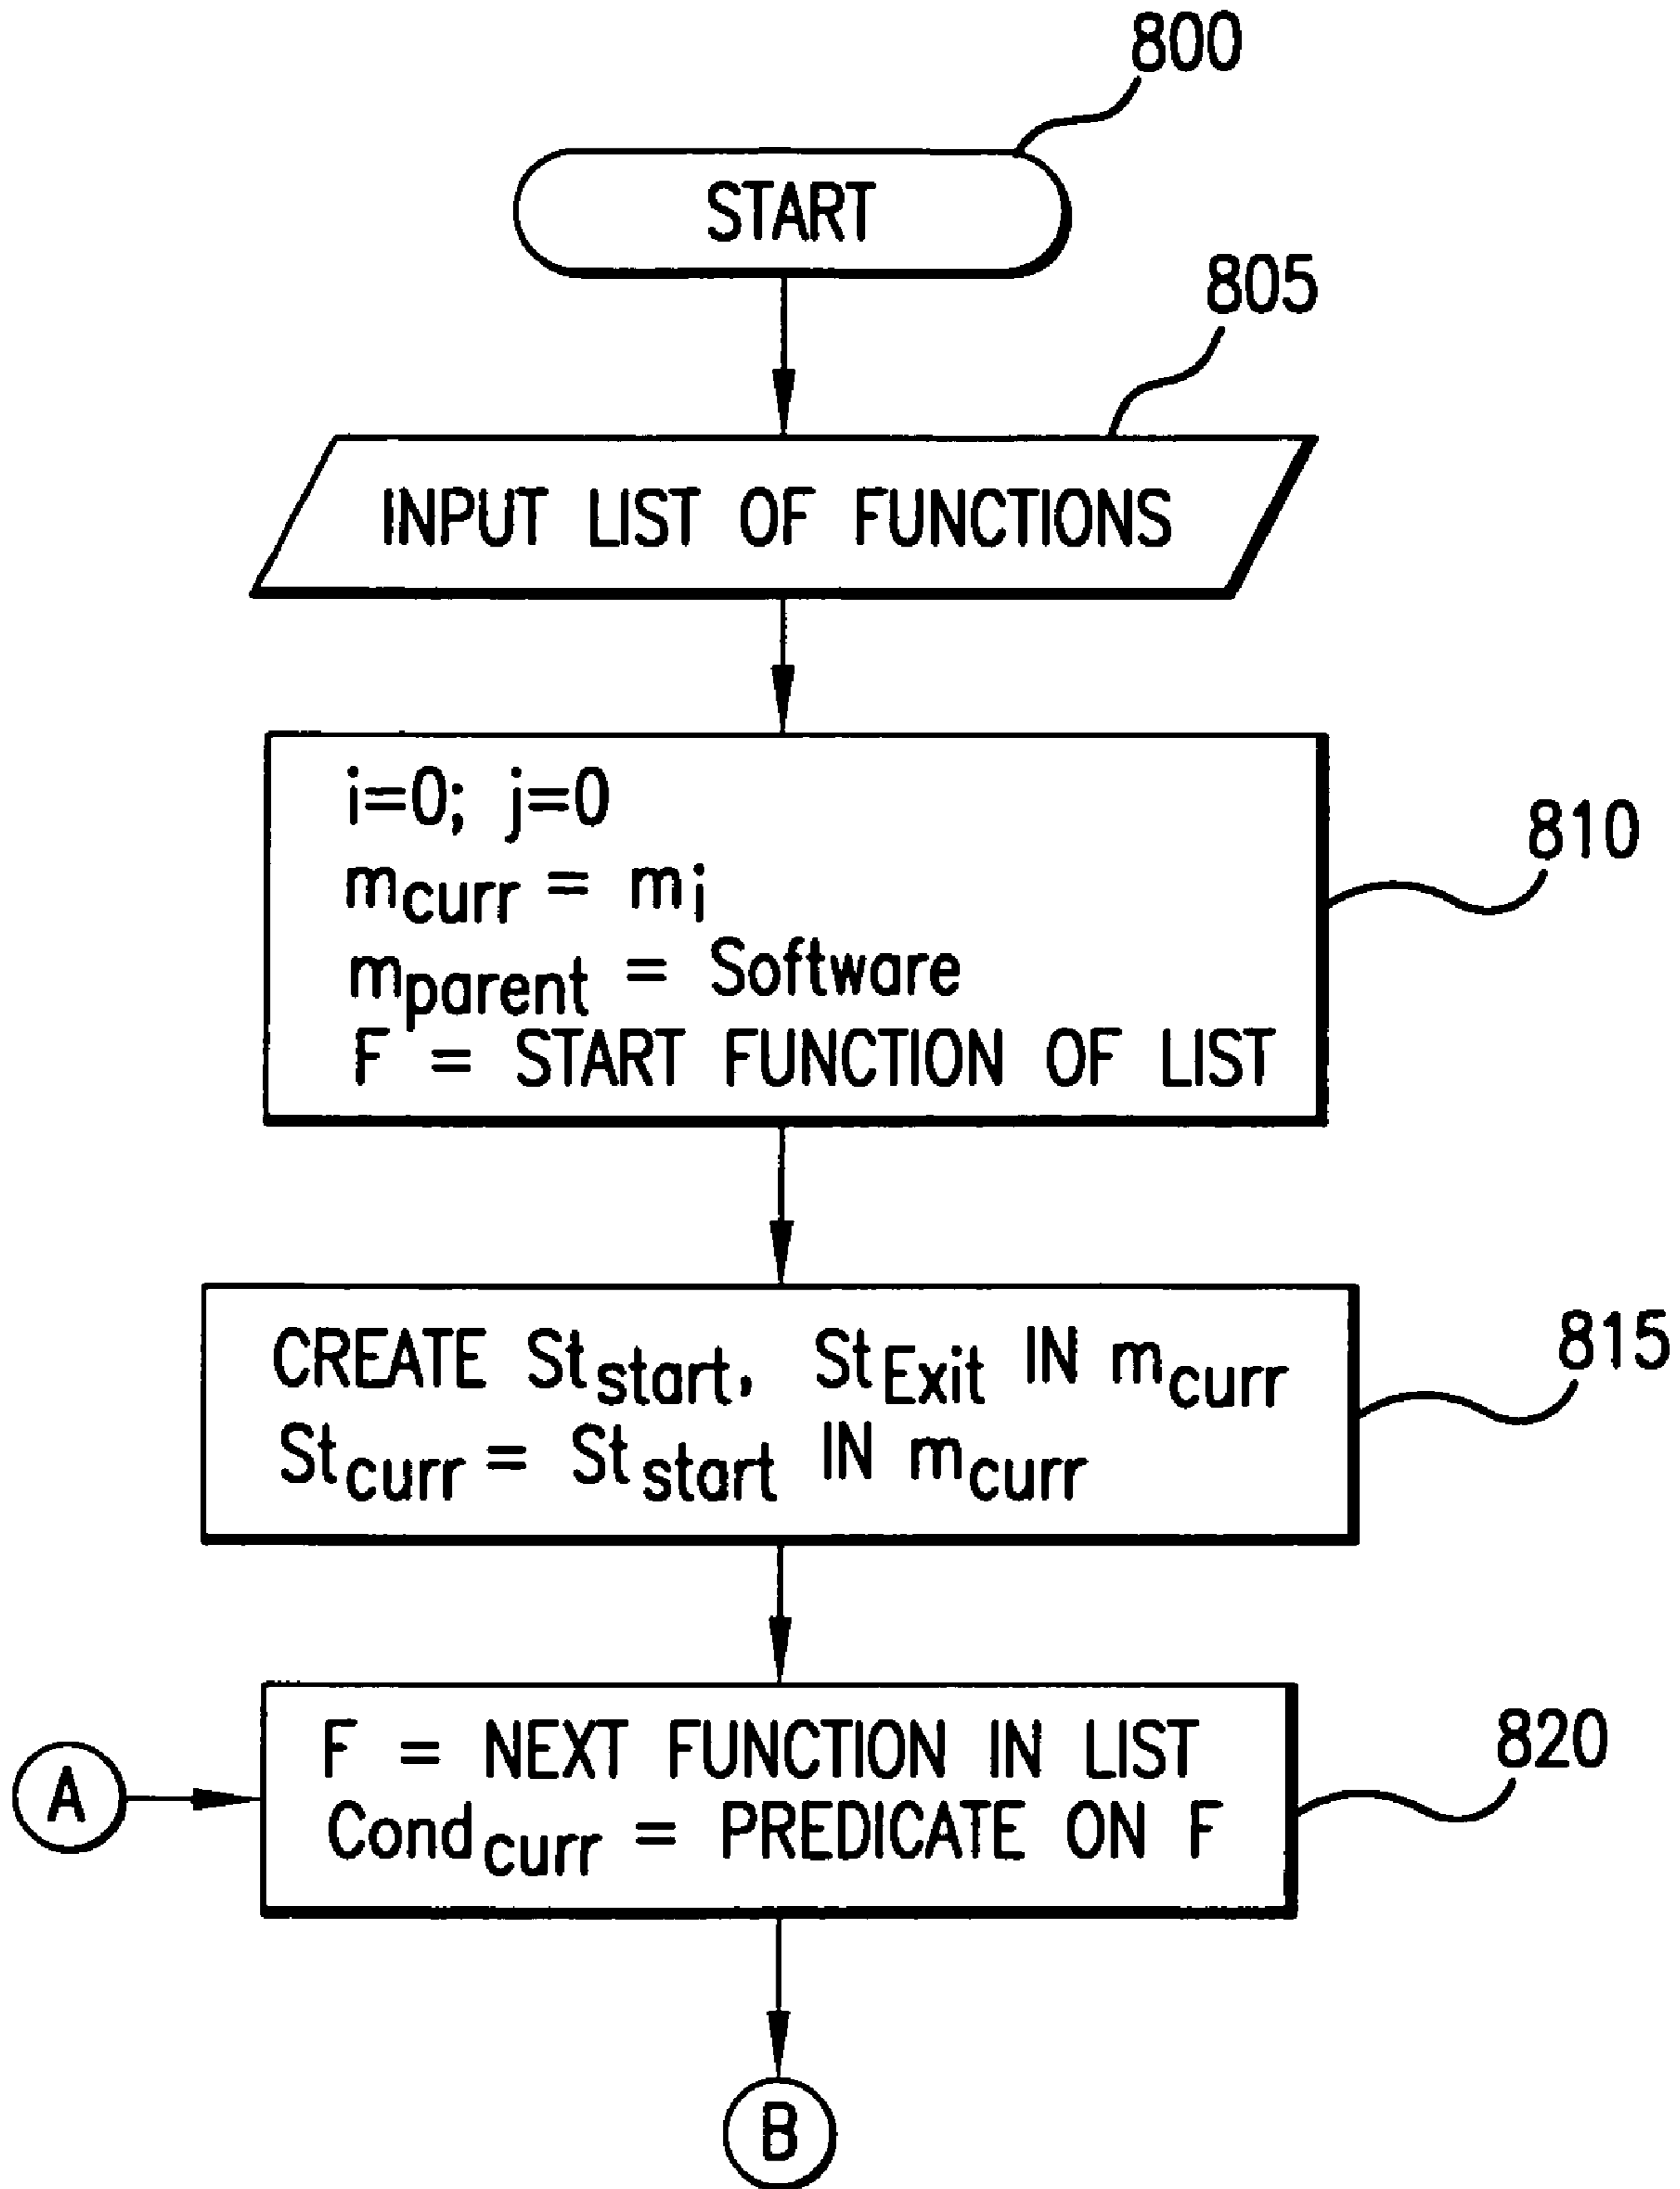 800
START
805
INPUT LIST OF FUNCTIONS
i=0; j=0
810
mcurr = mi
mparent = Software
F = START FUNCTION OF LIST
CREATE Ststart, StExit IN mcurr
815
Stcurr = Ststart IN mcurr
F = NEXT FUNCTION IN LIST
820
A
Condcurr = PREDICATE ON F
B